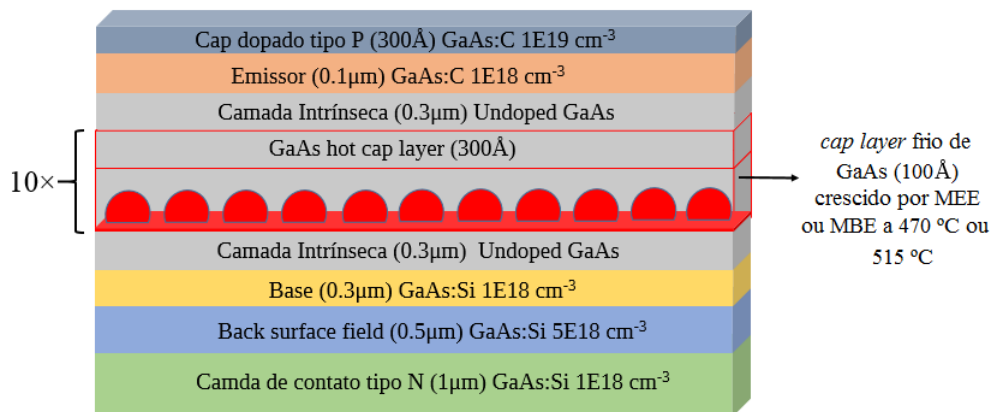 Cap dopado tipo P (300Å) GaAs:C 1E19 cm-3
Emissor (0.1μm) GaAs:C 1E18 cm-3
Camada Intrínseca (0.3μm) Undoped GaAs
GaAs hot cap layer (300Å)
10×
cap layer frio de
GaAs (100Å)
crescido por MEE
ou MBE a 470 ºC ou
515 ºC
Camada Intrínseca (0.3μm) Undoped GaAs
Base (0.3μm) GaAs:Si 1E18 cm-3
Back surface field (0.5μm) GaAs:Si 5E18 cm-3
Camda de contato tipo N (1μm) GaAs:Si 1E18 cm-3